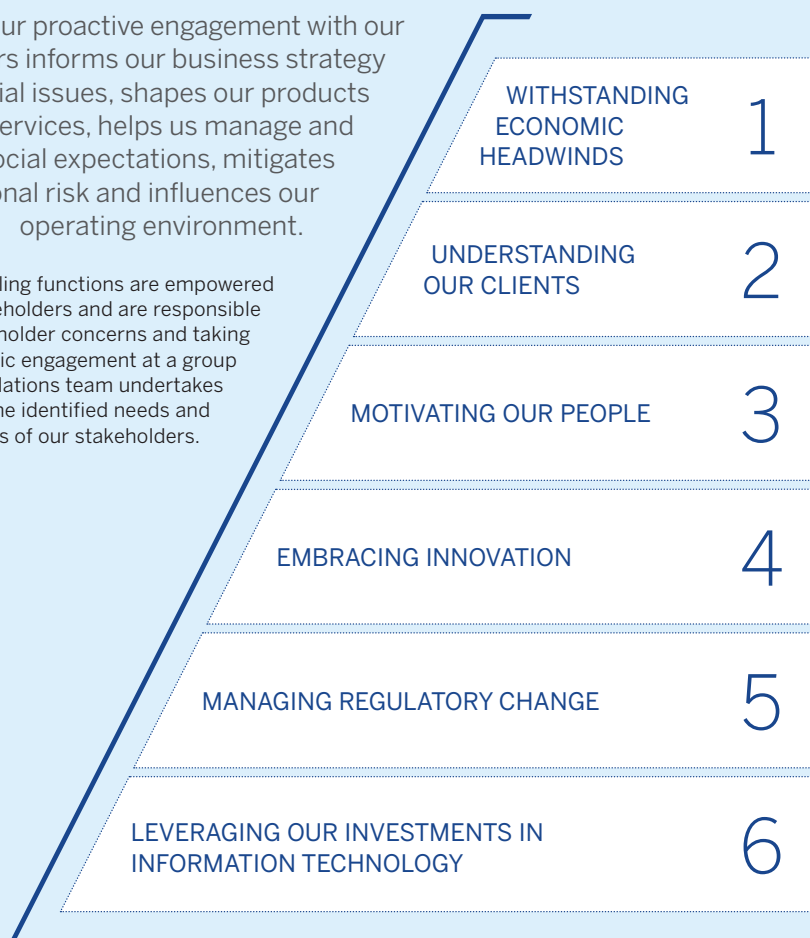 ur proactive engagement with our
rs informs our business strategy
ial issues, shapes our products
ervices, helps us manage and
ocial expectations, mitigates
onal risk and influences our
operating environment.
ling functions are empowered
eholders and are responsible
holder concerns and taking
ic engagement at a group
lations team undertakes
ne identified needs and
s of our stakeholders.
WITHSTANDING
ECONOMIC
HEADWINDS
1
UNDERSTANDING
OUR CLIENTS
2
MOTIVATING OUR PEOPLE
3
EMBRACING INNOVATION
4
MANAGING REGULATORY CHANGE
5
LEVERAGING OUR INVESTMENTS IN
INFORMATION TECHNOLOGY
6